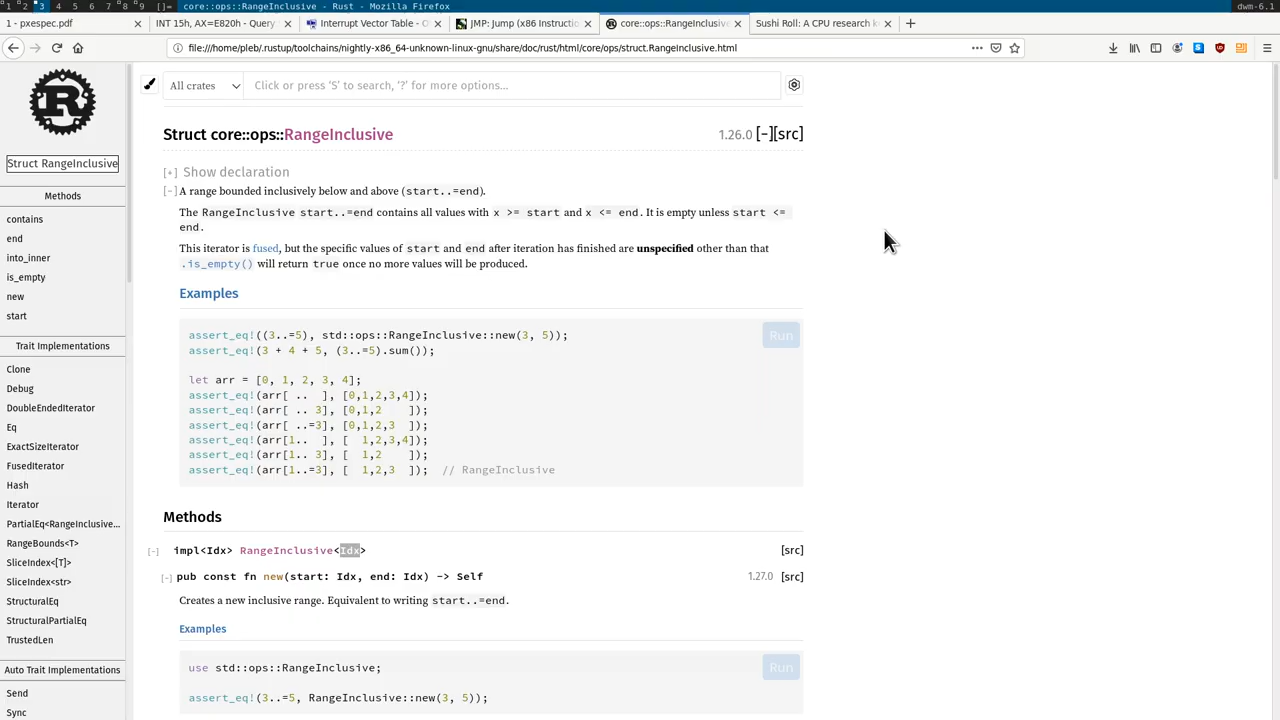 1 2 3 4 5 6 7 8 9 core::ops::RangeInclusive - Rust - Mozilla Firefox dwm-6.1
1 - pxespec.pdf INT 15h, AX=E820h - Query Interrupt Vector Table - O JMP: Jump (x86 Instructio core::ops::RangeInclusive Sushi Roll: A CPU research k
file:///home/pleb/.rustup/toolchains/nightly-x86_64-unknown-linux-gnu/share/doc/rust/html/core/ops/struct.RangeInclusive.html
All crates Click or press ‘S’ to search, ‘?’ for more options…
Struct core::ops::RangeInclusive 1.26.0 [−][src]
[+] Show declaration
[−] A range bounded inclusively below and above (start..=end).
The RangeInclusive start..=end contains all values with x >= start and x <= end. It is empty unless start <=
end.
This iterator is fused, but the specific values of start and end after iteration has finished are unspecified other than that
.is_empty() will return true once no more values will be produced.
Examples
Run
assert_eq!((3..=5), std::ops::RangeInclusive::new(3, 5));
assert_eq!(3 + 4 + 5, (3..=5).sum());
let arr = [0, 1, 2, 3, 4];
assert_eq!(arr[ ..  ], [0,1,2,3,4]);
assert_eq!(arr[ .. 3], [0,1,2    ]);
assert_eq!(arr[ ..=3], [0,1,2,3  ]);
assert_eq!(arr[1..  ], [  1,2,3,4]);
assert_eq!(arr[1.. 3], [  1,2    ]);
assert_eq!(arr[1..=3], [  1,2,3  ]);  // RangeInclusive
Methods
[−] impl<Idx> RangeInclusive<Idx> [src]
[−] pub const fn new(start: Idx, end: Idx) -> Self 1.27.0 [src]
Creates a new inclusive range. Equivalent to writing start..=end.
Examples
Run
use std::ops::RangeInclusive;
assert_eq!(3..=5, RangeInclusive::new(3, 5));
Struct RangeInclusive
Methods
contains
end
into_inner
is_empty
new
start
Trait Implementations
Clone
Debug
DoubleEndedIterator
Eq
ExactSizeIterator
FusedIterator
Hash
Iterator
PartialEq<RangeInclusive...
RangeBounds<T>
SliceIndex<[T]>
SliceIndex<str>
StructuralEq
StructuralPartialEq
TrustedLen
Auto Trait Implementations
Send
Sync